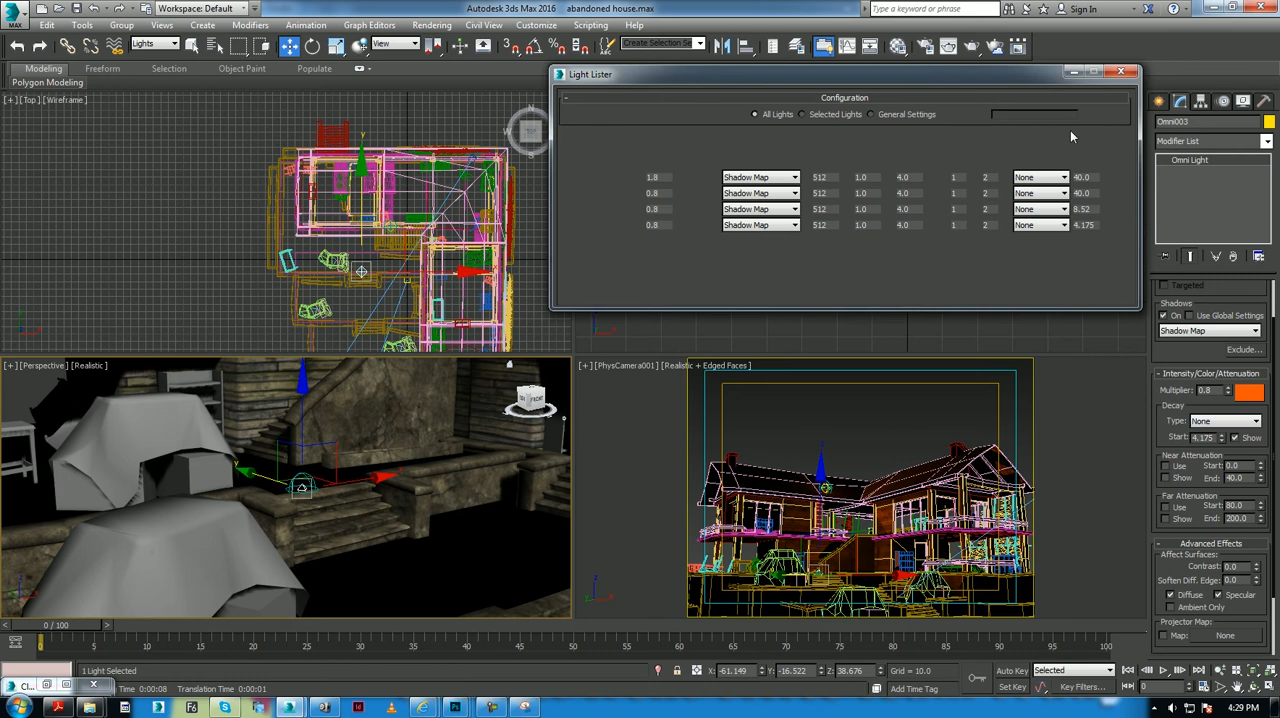 Autodesk 3ds Max 2016 abandoned house.max
Workspace: Default
Type a keyword or phrase
Sign In
MAX
Edit Tools Group Views Create Modifiers Animation Graph Editors Rendering Civil View Customize Scripting Help
Lights
View
Create Selection Se
Modeling Freeform Selection Object Paint Populate
Polygon Modeling
[+] [Top] [Wireframe]
N
W
TOP
Light Lister
Configuration
All Lights Selected Lights General Settings
1.8 Shadow Map 512 1.0 4.0 1 2 None 40.0
0.8 Shadow Map 512 1.0 4.0 1 2 None 40.0
0.8 Shadow Map 512 1.0 4.0 1 2 None 8.52
0.8 Shadow Map 512 1.0 4.0 1 2 None 4.175
Omni003
Modifier List
Omni Light
Targeted
Shadows
On Use Global Settings
Shadow Map
Exclude...
Intensity/Color/Attenuation
Multiplier: 0.8
Decay
Type: None
Start: 4.175 Show
Near Attenuation
Use Start: 0.0
Show End: 40.0
Far Attenuation
Use Start: 80.0
Show End: 200.0
Advanced Effects
Affect Surfaces:
Contrast: 0.0
Soften Diff. Edge: 0.0
Diffuse Specular
Ambient Only
Projector Map:
Map: None
[+] [Perspective] [Realistic]
FRONT
[+] [PhysCamera001] [Realistic + Edged Faces]
0 / 100
0 5 10 15 20 25 30 35 40 45 50 55 60 65 70 75 80 85 90 95 100
1 Light Selected
X: -61.149 Y: -16.522 Z: 38.676 Grid = 10.0
Auto Key Selected
Time 0:00:08 Translation Time 0:00:01
Add Time Tag
Set Key Key Filters...
0
4:29 PM